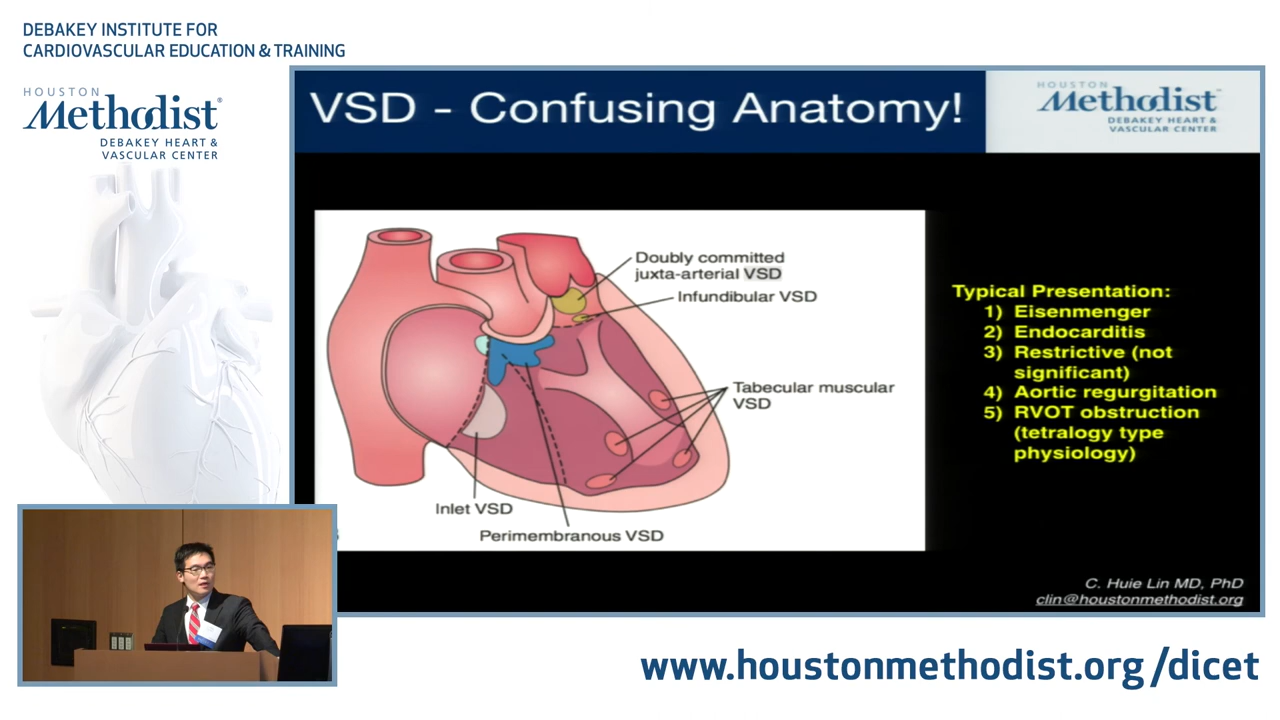 DEBAKEY INSTITUTE FOR
CARDIOVASCULAR EDUCATION & TRAINING
HOUSTON
Methodist®
DEBAKEY HEART &
VASCULAR CENTER
VSD - Confusing Anatomy!
HOUSTON
Methodist
DEBAKEY HEART &
VASCULAR CENTER
Doubly committed
juxta-arterial VSD
Infundibular VSD
Tabecular muscular
VSD
Inlet VSD
Perimembranous VSD
Typical Presentation:
1) Eisenmenger
2) Endocarditis
3) Restrictive (not
significant)
4) Aortic regurgitation
5) RVOT obstruction
(tetralogy type
physiology)
C. Huie Lin MD, PhD
clin@houstonmethodist.org
www.houstonmethodist.org/dicet